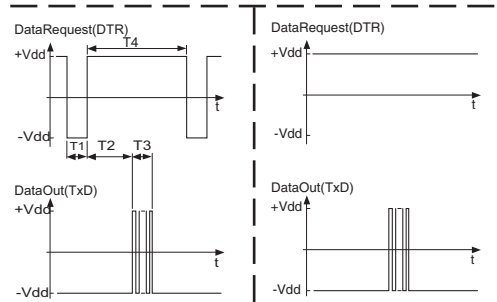 DataRequest(DTR)
T4
+Vdd
t
-Vdd
T1 T2 T3
DataOut(TxD)
+Vdd
t
-Vdd
DataRequest(DTR)
+Vdd
t
-Vdd
DataOut(TxD)
+Vdd
t
-Vdd